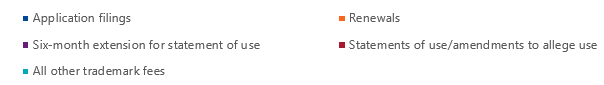 Application filings
Renewals
Six-month extension for statement of use
Statements of use/amendments to allege use
All other trademark fees